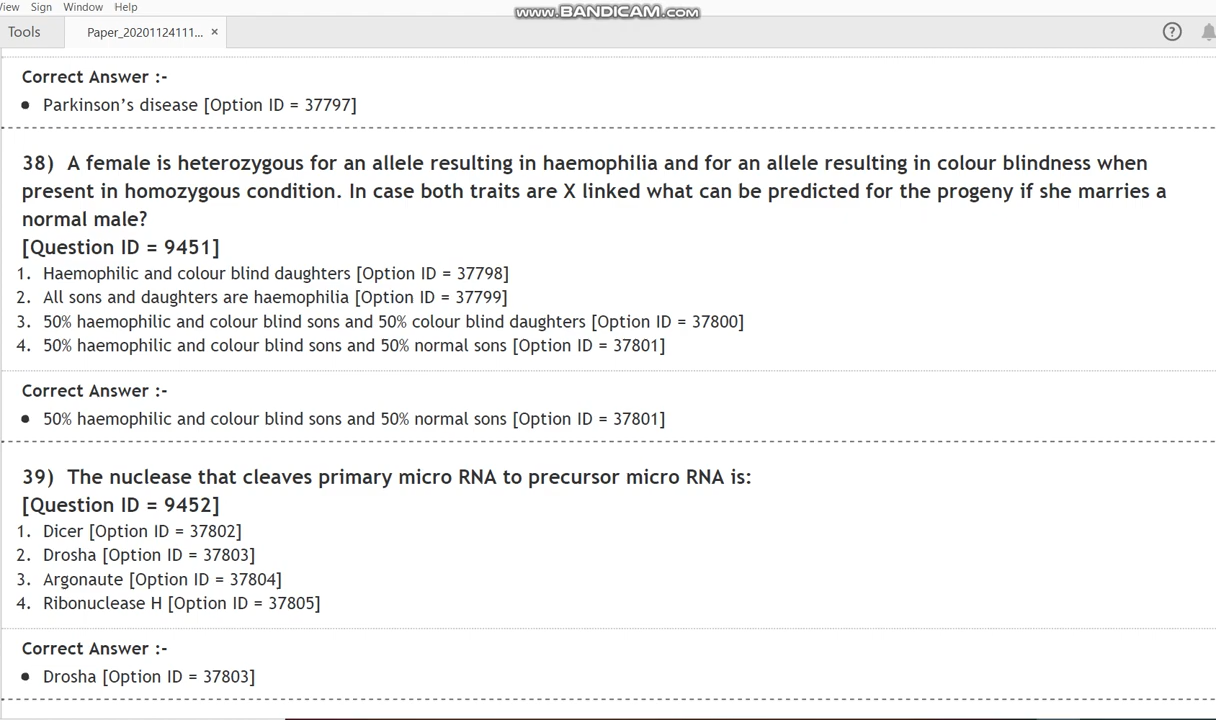 View Sign Window Help
www.BANDICAM.com
Tools
Paper_20201124111... ×
?
Correct Answer :-
• Parkinson’s disease [Option ID = 37797]
38) A female is heterozygous for an allele resulting in haemophilia and for an allele resulting in colour blindness when
present in homozygous condition. In case both traits are X linked what can be predicted for the progeny if she marries a
normal male?
[Question ID = 9451]
1. Haemophilic and colour blind daughters [Option ID = 37798]
2. All sons and daughters are haemophilia [Option ID = 37799]
3. 50% haemophilic and colour blind sons and 50% colour blind daughters [Option ID = 37800]
4. 50% haemophilic and colour blind sons and 50% normal sons [Option ID = 37801]
Correct Answer :-
• 50% haemophilic and colour blind sons and 50% normal sons [Option ID = 37801]
39) The nuclease that cleaves primary micro RNA to precursor micro RNA is:
[Question ID = 9452]
1. Dicer [Option ID = 37802]
2. Drosha [Option ID = 37803]
3. Argonaute [Option ID = 37804]
4. Ribonuclease H [Option ID = 37805]
Correct Answer :-
• Drosha [Option ID = 37803]